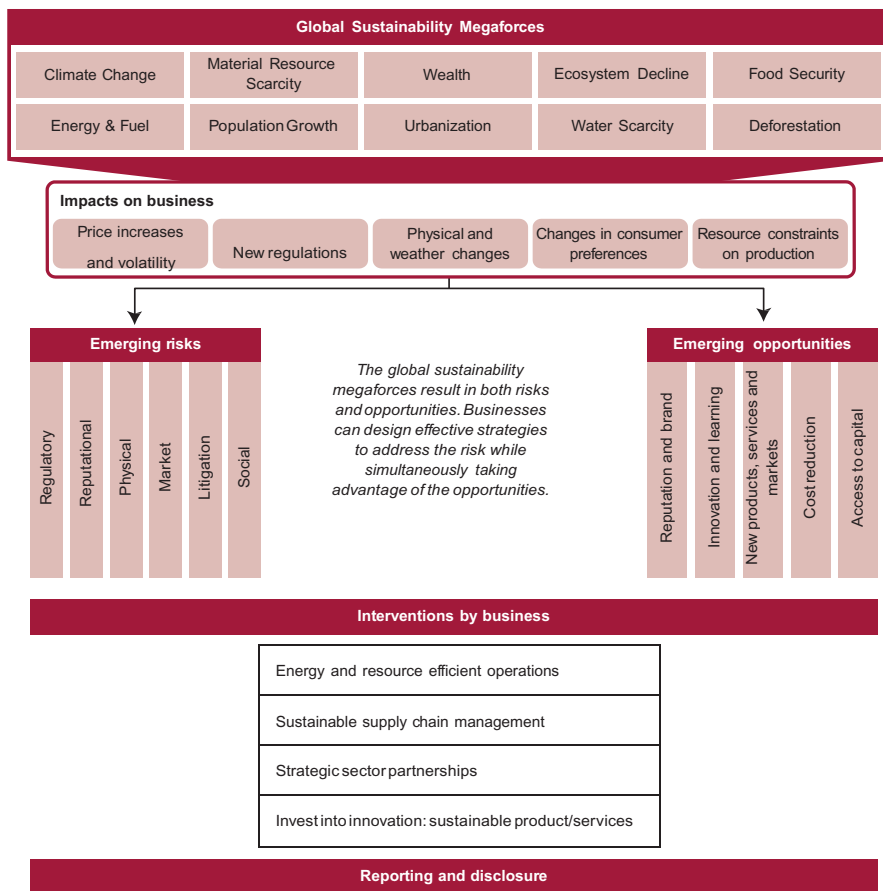 Global Sustainability Megaforces
Climate Change
Material Resource
Scarcity
Wealth
Ecosystem Decline
Food Security
Energy & Fuel
Population Growth
Urbanization
Water Scarcity
Deforestation
Impacts on business
Price increases
and volatility
New regulations
Physical and
weather changes
Changes in consumer
preferences
Resource constraints
on production
Emerging risks
Regulatory
Reputational
Physical
Market
Litigation
Social
The global sustainability
megaforces result in both risks
and opportunities. Businesses
can design effective strategies
to address the risk while
simultaneously taking
advantage of the opportunities.
Emerging opportunities
Reputation and brand
Innovation and learning
New products, services and
markets
Cost reduction
Access to capital
Interventions by business
Energy and resource efficient operations
Sustainable supply chain management
Strategic sector partnerships
Invest into innovation: sustainable product/services
Reporting and disclosure